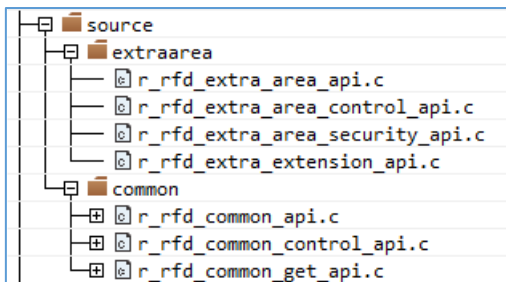 source
extraarea
r_rfd_extra_area_api.c
r_rfd_extra_area_control_api.c
r_rfd_extra_area_security_api.c
r_rfd_extra_extension_api.c
common
r_rfd_common_api.c
r_rfd_common_control_api.c
r_rfd_common_get_api.c